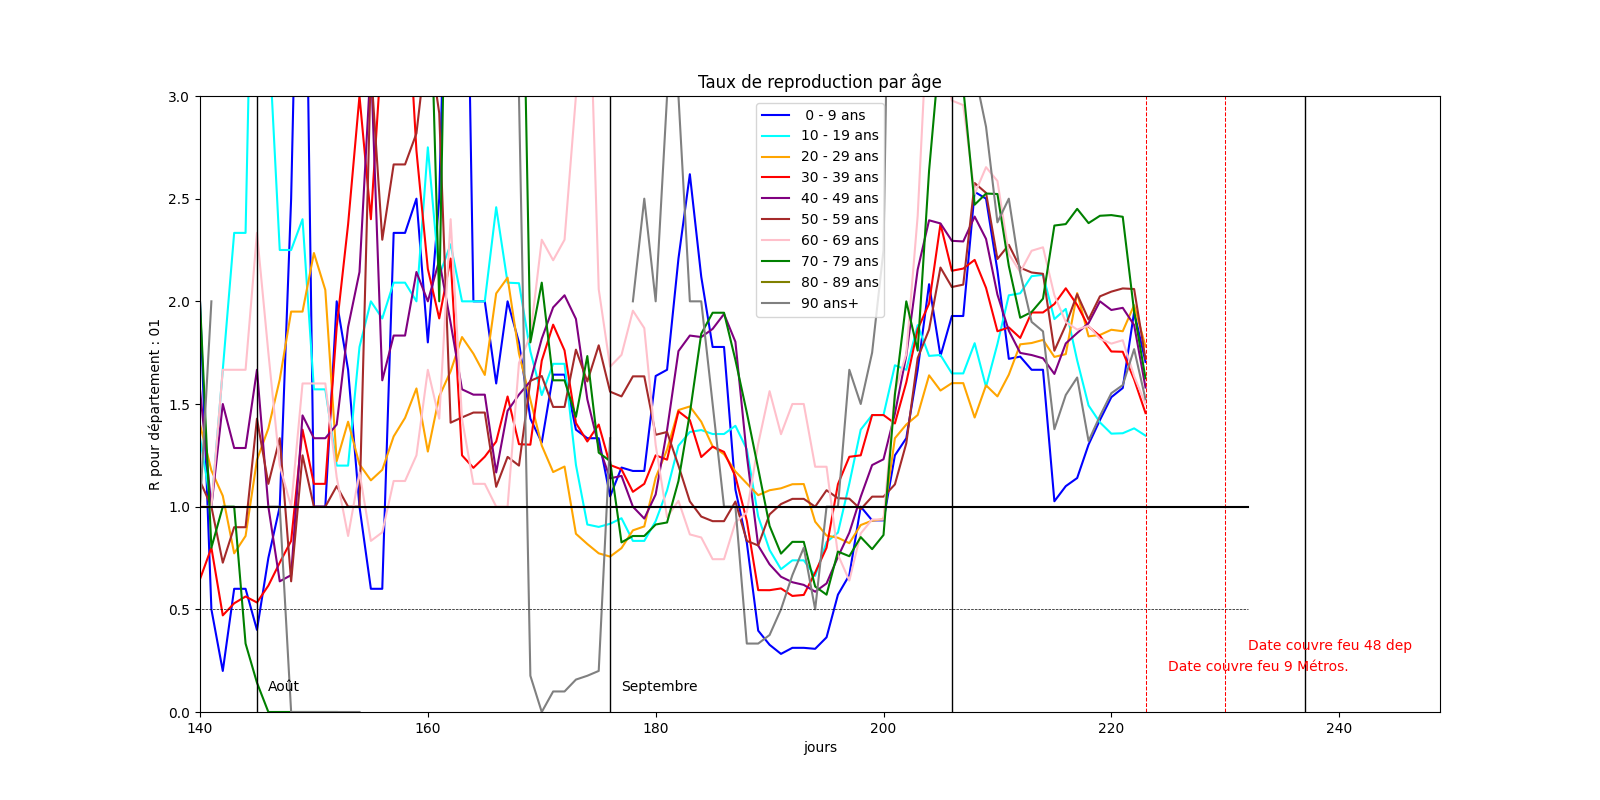 Taux de reproduction par âge
R pour département : 01
3.0
2.5
2.0
1.5
1.0
0.5
0.0
0 - 9 ans
10 - 19 ans
20 - 29 ans
30 - 39 ans
40 - 49 ans
50 - 59 ans
60 - 69 ans
70 - 79 ans
80 - 89 ans
90 ans+
Date couvre feu 48 dep
Date couvre feu 9 Métros.
Août
Septembre
140
160
180
200
220
240
jours